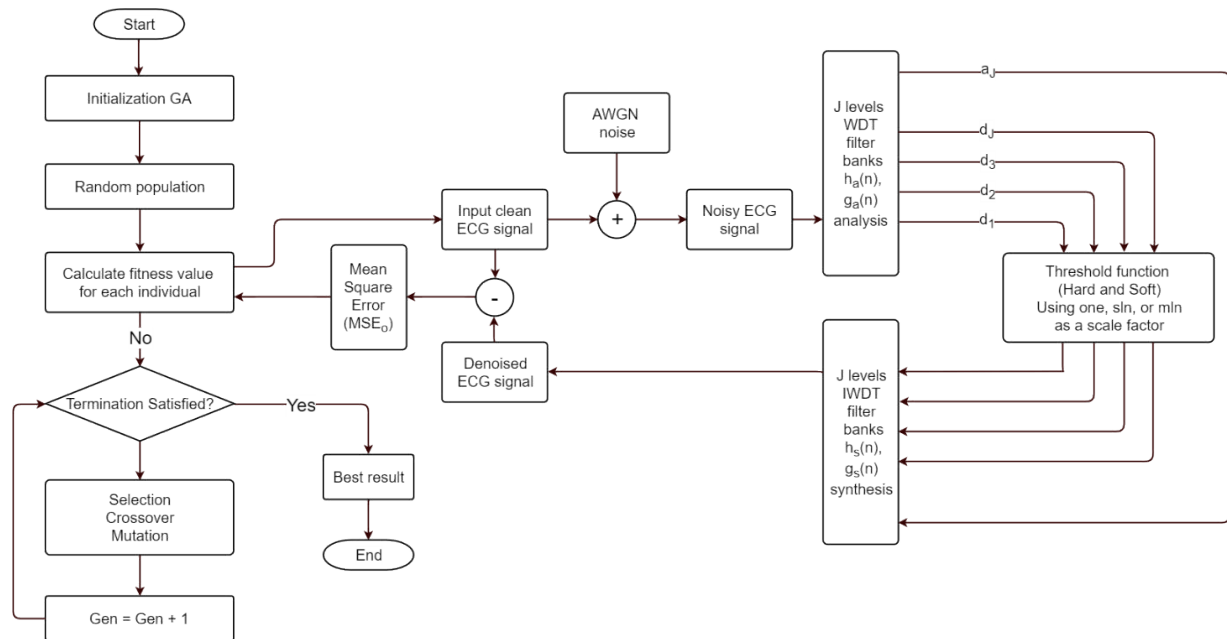 Start
Initialization GA
Random population
Calculate fitness value
for each individual
No
Termination Satisfied?
Yes
Selection
Crossover
Mutation
Gen = Gen + 1
Best result
End
Mean
Square
Error
(MSEₒ)
Input clean
ECG signal
AWGN
noise
+
Noisy ECG
signal
-
Denoised
ECG signal
J levels
WDT
filter
banks
hₐ(n),
gₐ(n)
analysis
a_J
d_J
d₃
d₂
d₁
Threshold function
(Hard and Soft)
Using one, sln, or mln
as a scale factor
J levels
IWDT
filter
banks
hₛ(n),
gₛ(n)
synthesis